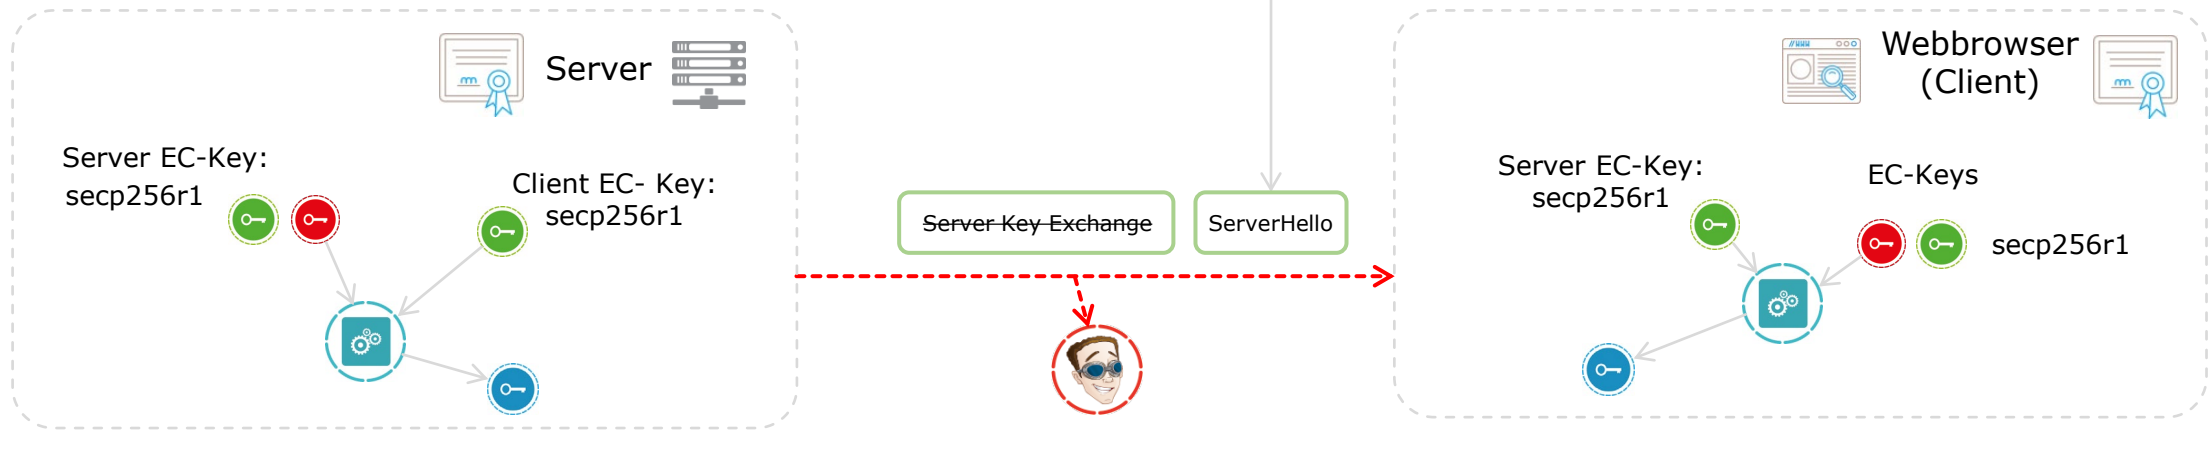 Server
Server EC-Key:
secp256r1
Client EC- Key:
secp256r1
Server Key Exchange
ServerHello
Webbrowser
(Client)
Server EC-Key:
secp256r1
EC-Keys
secp256r1